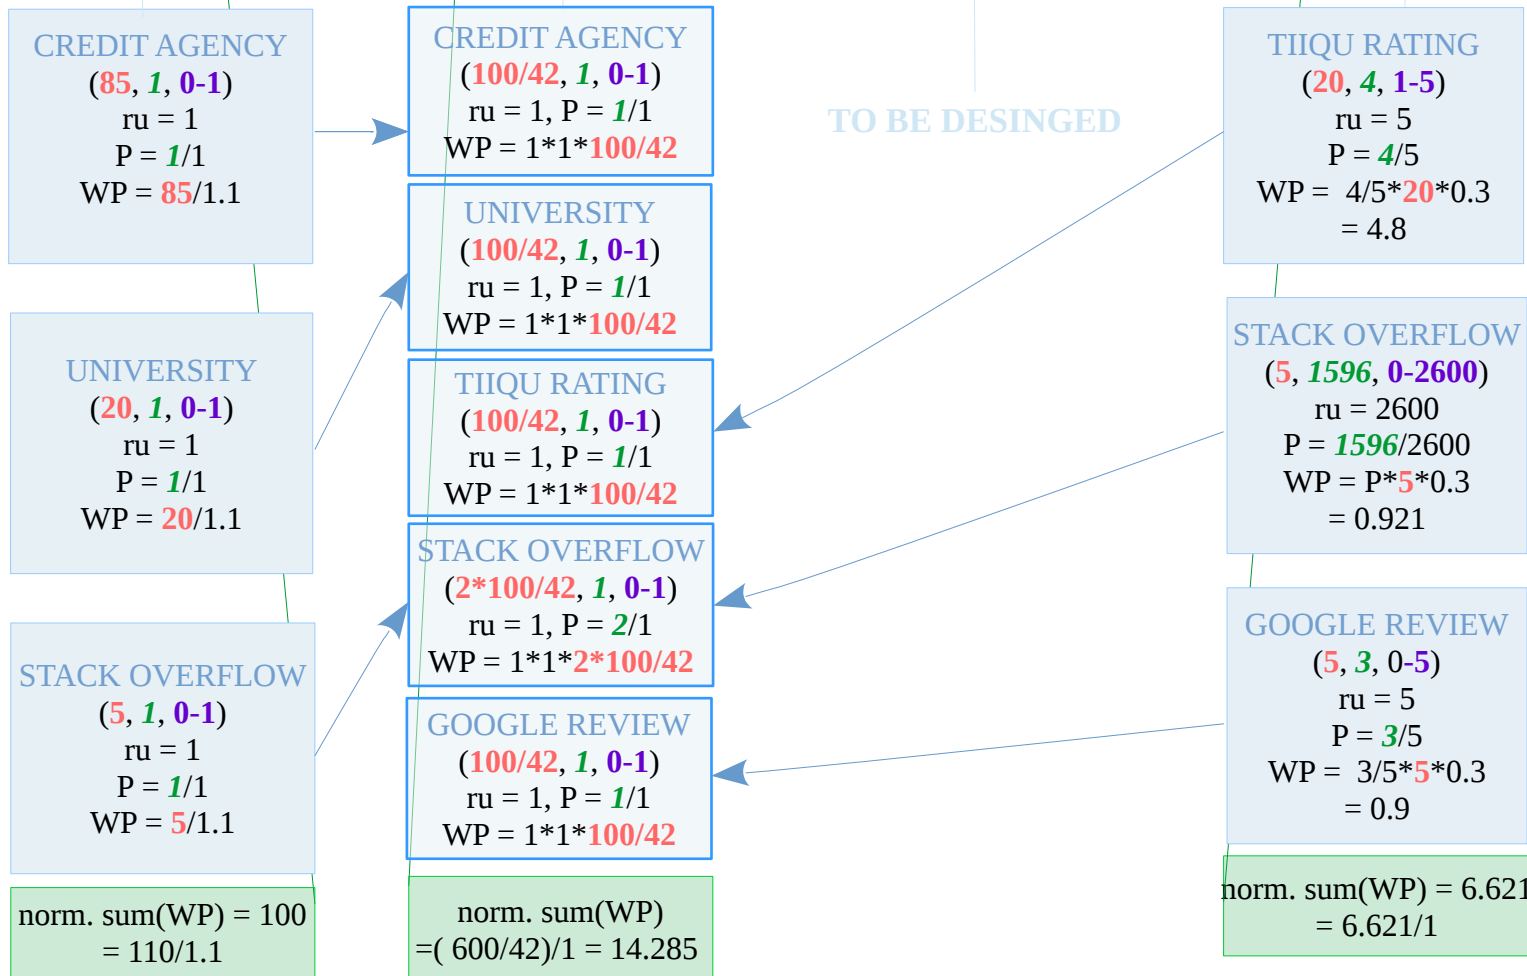 CREDIT AGENCY
(85, 1, 0-1)
ru = 1
P = 1/1
WP = 85/1.1
UNIVERSITY
(20, 1, 0-1)
ru = 1
P = 1/1
WP = 20/1.1
STACK OVERFLOW
(5, 1, 0-1)
ru = 1
P = 1/1
WP = 5/1.1
norm. sum(WP) = 100
= 110/1.1
CREDIT AGENCY
(100/42, 1, 0-1)
ru = 1, P = 1/1
WP = 1*1*100/42
UNIVERSITY
(100/42, 1, 0-1)
ru = 1, P = 1/1
WP = 1*1*100/42
TIIQU RATING
(100/42, 1, 0-1)
ru = 1, P = 1/1
WP = 1*1*100/42
STACK OVERFLOW
(2*100/42, 1, 0-1)
ru = 1, P = 2/1
WP = 1*1*2*100/42
GOOGLE REVIEW
(100/42, 1, 0-1)
ru = 1, P = 1/1
WP = 1*1*100/42
norm. sum(WP)
=( 600/42)/1 = 14.285
TO BE DESINGED
TIIQU RATING
(20, 4, 1-5)
ru = 5
P = 4/5
WP =  4/5*20*0.3
= 4.8
STACK OVERFLOW
(5, 1596, 0-2600)
ru = 2600
P = 1596/2600
WP = P*5*0.3
= 0.921
GOOGLE REVIEW
(5, 3, 0-5)
ru = 5
P = 3/5
WP =  3/5*5*0.3
= 0.9
norm. sum(WP) = 6.621
= 6.621/1